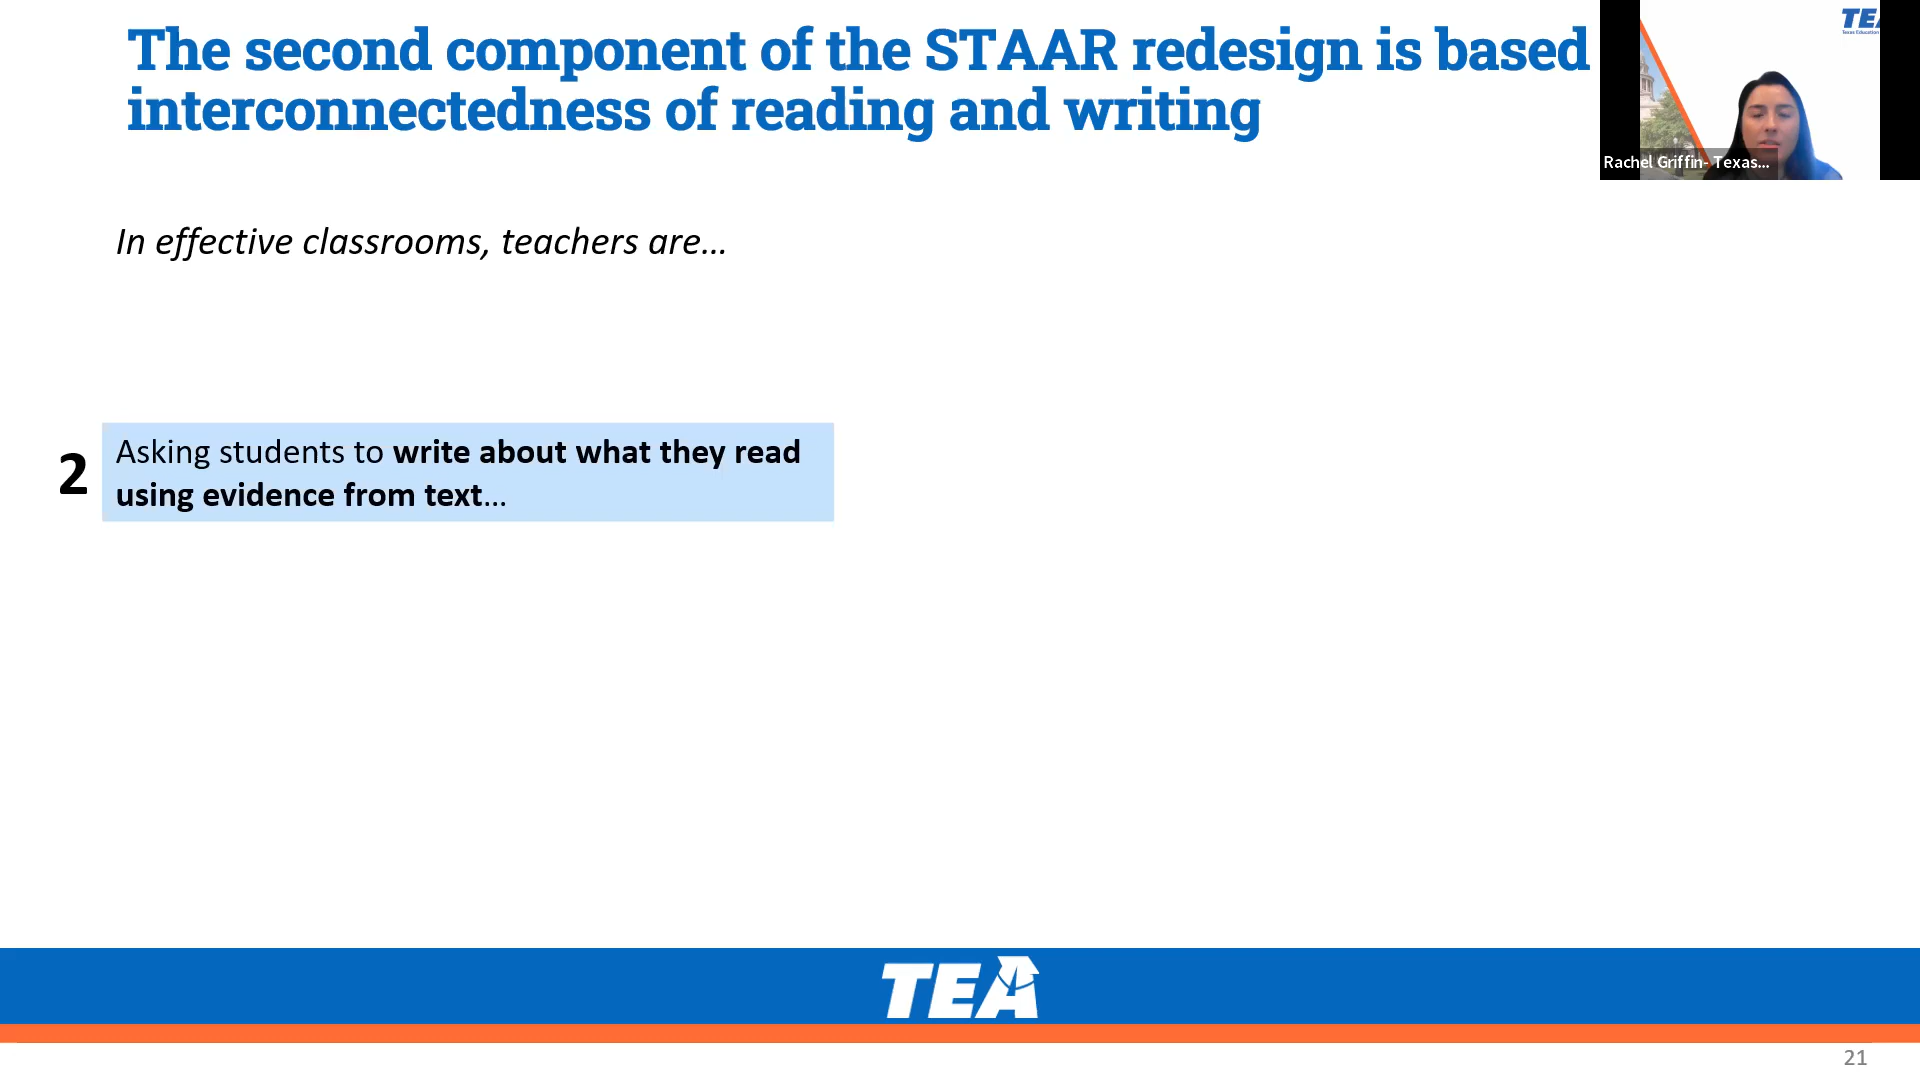 The second component of the STAAR redesign is based
interconnectedness of reading and writing
TEA
Rachel Griffin- Texas...
In effective classrooms, teachers are...
2
Asking students to write about what they read
using evidence from text...
TEA
21